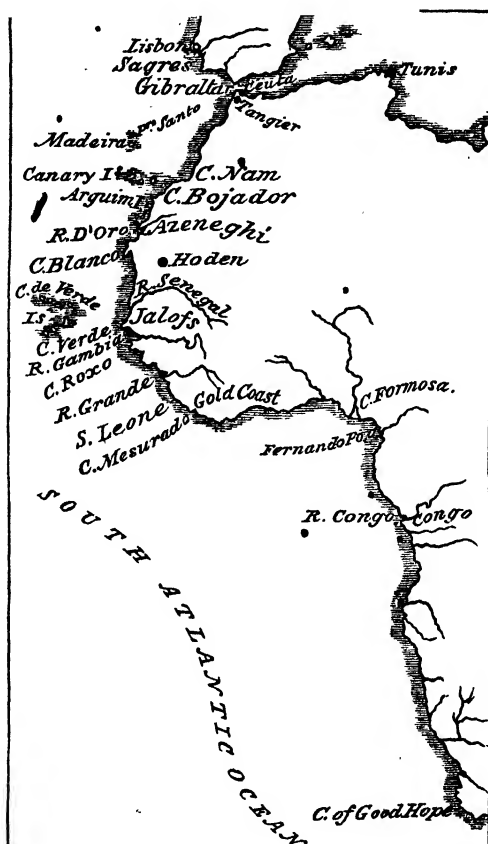 Lisbon
Sagres
Gibraltar
Ceuta
Tunis
Tangier
Pr. Santo
Madeira
Canary Is
C. Nam
Arguim
C. Bojador
R. D'Oro
Azeneghi
C. Blanco
Hoden
C. de Verde
Is
R. Senegal
Jalofs
C. Verde
R. Gambia
C. Roxo
R. Grande
Gold Coast
C. Formosa.
S. Leone
C. Mesurado
Fernando Po
R. Congo
Congo
SOUTH ATLANTIC OCEAN
C. of Good Hope